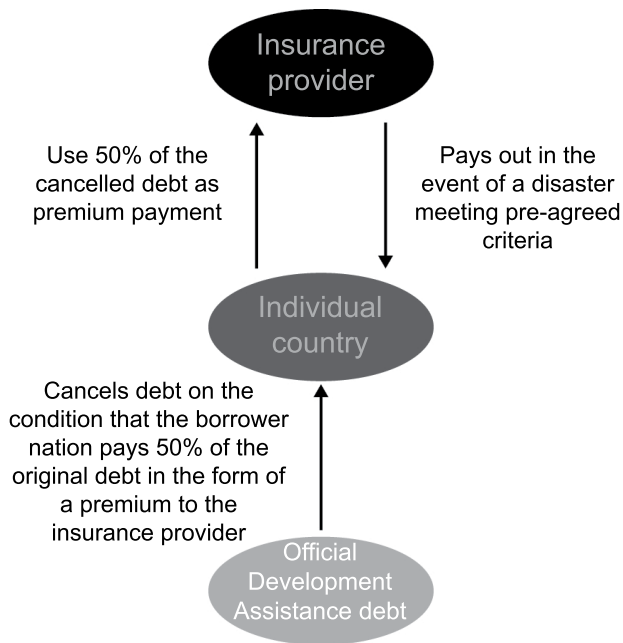 Insurance
provider
Use 50% of the
cancelled debt as
premium payment
Pays out in the
event of a disaster
meeting pre-agreed
criteria
Individual
country
Cancels debt on the
condition that the borrower
nation pays 50% of the
original debt in the form of
a premium to the
insurance provider
Official
Development
Assistance debt